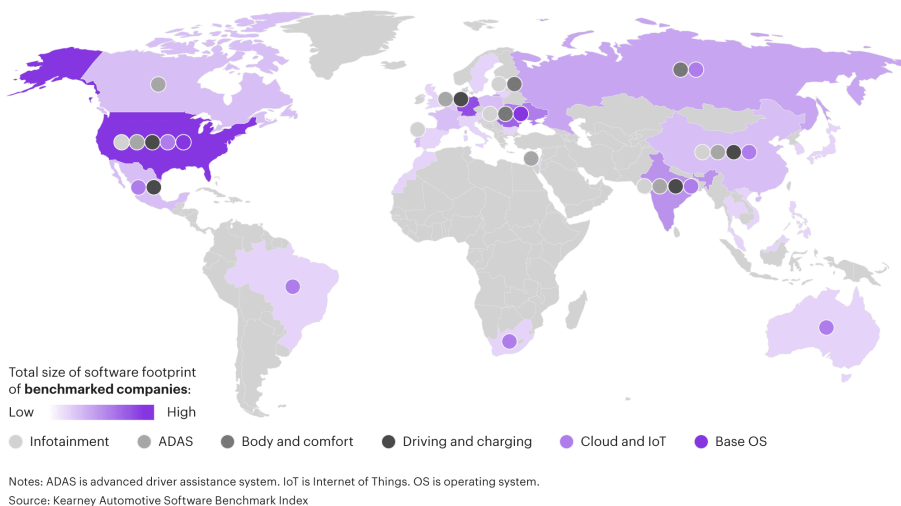 Total size of software footprint
of benchmarked companies:
Low High
Infotainment ADAS Body and comfort Driving and charging Cloud and IoT Base OS
Notes: ADAS is advanced driver assistance system. IoT is Internet of Things. OS is operating system.
Source: Kearney Automotive Software Benchmark Index